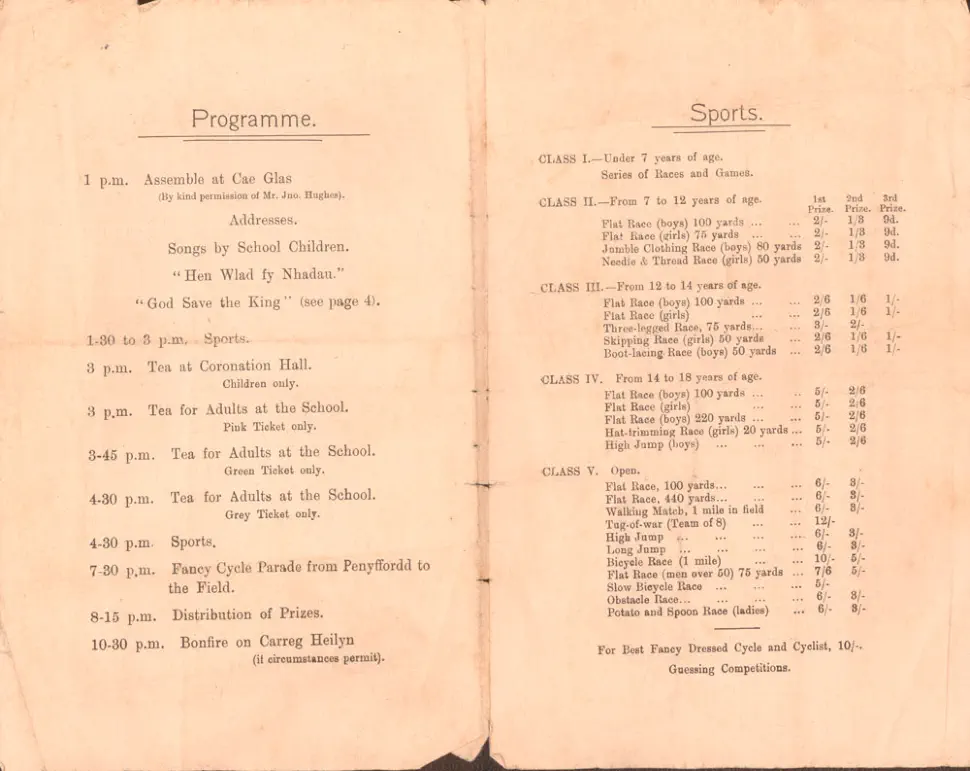 Programme.
1 p.m. Assemble at Cae Glas
(By kind permission of Mr. Jno. Hughes).
Addresses.
Songs by School Children.
“Hen Wlad fy Nhadau.”
“God Save the King” (see page 4).
1-30 to 3 p.m. Sports.
3 p.m. Tea at Coronation Hall.
Children only.
3 p.m. Tea for Adults at the School.
Pink Ticket only.
3-45 p.m. Tea for Adults at the School.
Green Ticket only.
4-30 p.m. Tea for Adults at the School.
Grey Ticket only.
4-30 p.m. Sports.
7-30 p.m. Fancy Cycle Parade from Penyffordd to
the Field.
8-15 p.m. Distribution of Prizes.
10-30 p.m. Bonfire on Carreg Heilyn
(if circumstances permit).
Sports.
CLASS I.—Under 7 years of age.
Series of Races and Games.
CLASS II.—From 7 to 12 years of age. 1st 2nd 3rd
Prize. Prize. Prize.
Flat Race (boys) 100 yards ... ... 2/- 1/3 9d.
Flat Race (girls) 75 yards ... ... 2/- 1/3 9d.
Jumble Clothing Race (boys) 80 yards 2/- 1/3 9d.
Needle & Thread Race (girls) 50 yards 2/- 1/3 9d.
CLASS III.—From 12 to 14 years of age.
Flat Race (boys) 100 yards ... ... 2/6 1/6 1/-
Flat Race (girls) ... ... 2/6 1/6 1/-
Three-legged Race, 75 yards... ... 3/- 2/-
Skipping Race (girls) 50 yards ... 2/6 1/6 1/-
Boot-lacing Race (boys) 50 yards ... 2/6 1/6 1/-
CLASS IV. From 14 to 18 years of age.
Flat Race (boys) 100 yards ... .. 5/- 2/6
Flat Race (girls) ... ... 5/- 2/6
Flat Race (boys) 220 yards ... ... 5/- 2/6
Hat-trimming Race (girls) 20 yards ... 5/- 2/6
High Jump (boys) ... ... ... 5/- 2/6
CLASS V. Open.
Flat Race, 100 yards... ... ... 6/- 3/-
Flat Race, 440 yards... ... ... 6/- 3/-
Walking Match, 1 mile in field ... 6/- 3/-
Tug-of-war (Team of 8) ... ... 12/-
High Jump ... ... ... ... 6/- 3/-
Long Jump ... ... ... ... 6/- 3/-
Bicycle Race (1 mile) ... ... 10/- 5/-
Flat Race (men over 50) 75 yards ... 7/6 5/-
Slow Bicycle Race ... ... ... 5/-
Obstacle Race... ... ... ... 6/- 3/-
Potato and Spoon Race (ladies) ... 6/- 3/-
For Best Fancy Dressed Cycle and Cyclist, 10/-.
Guessing Competitions.